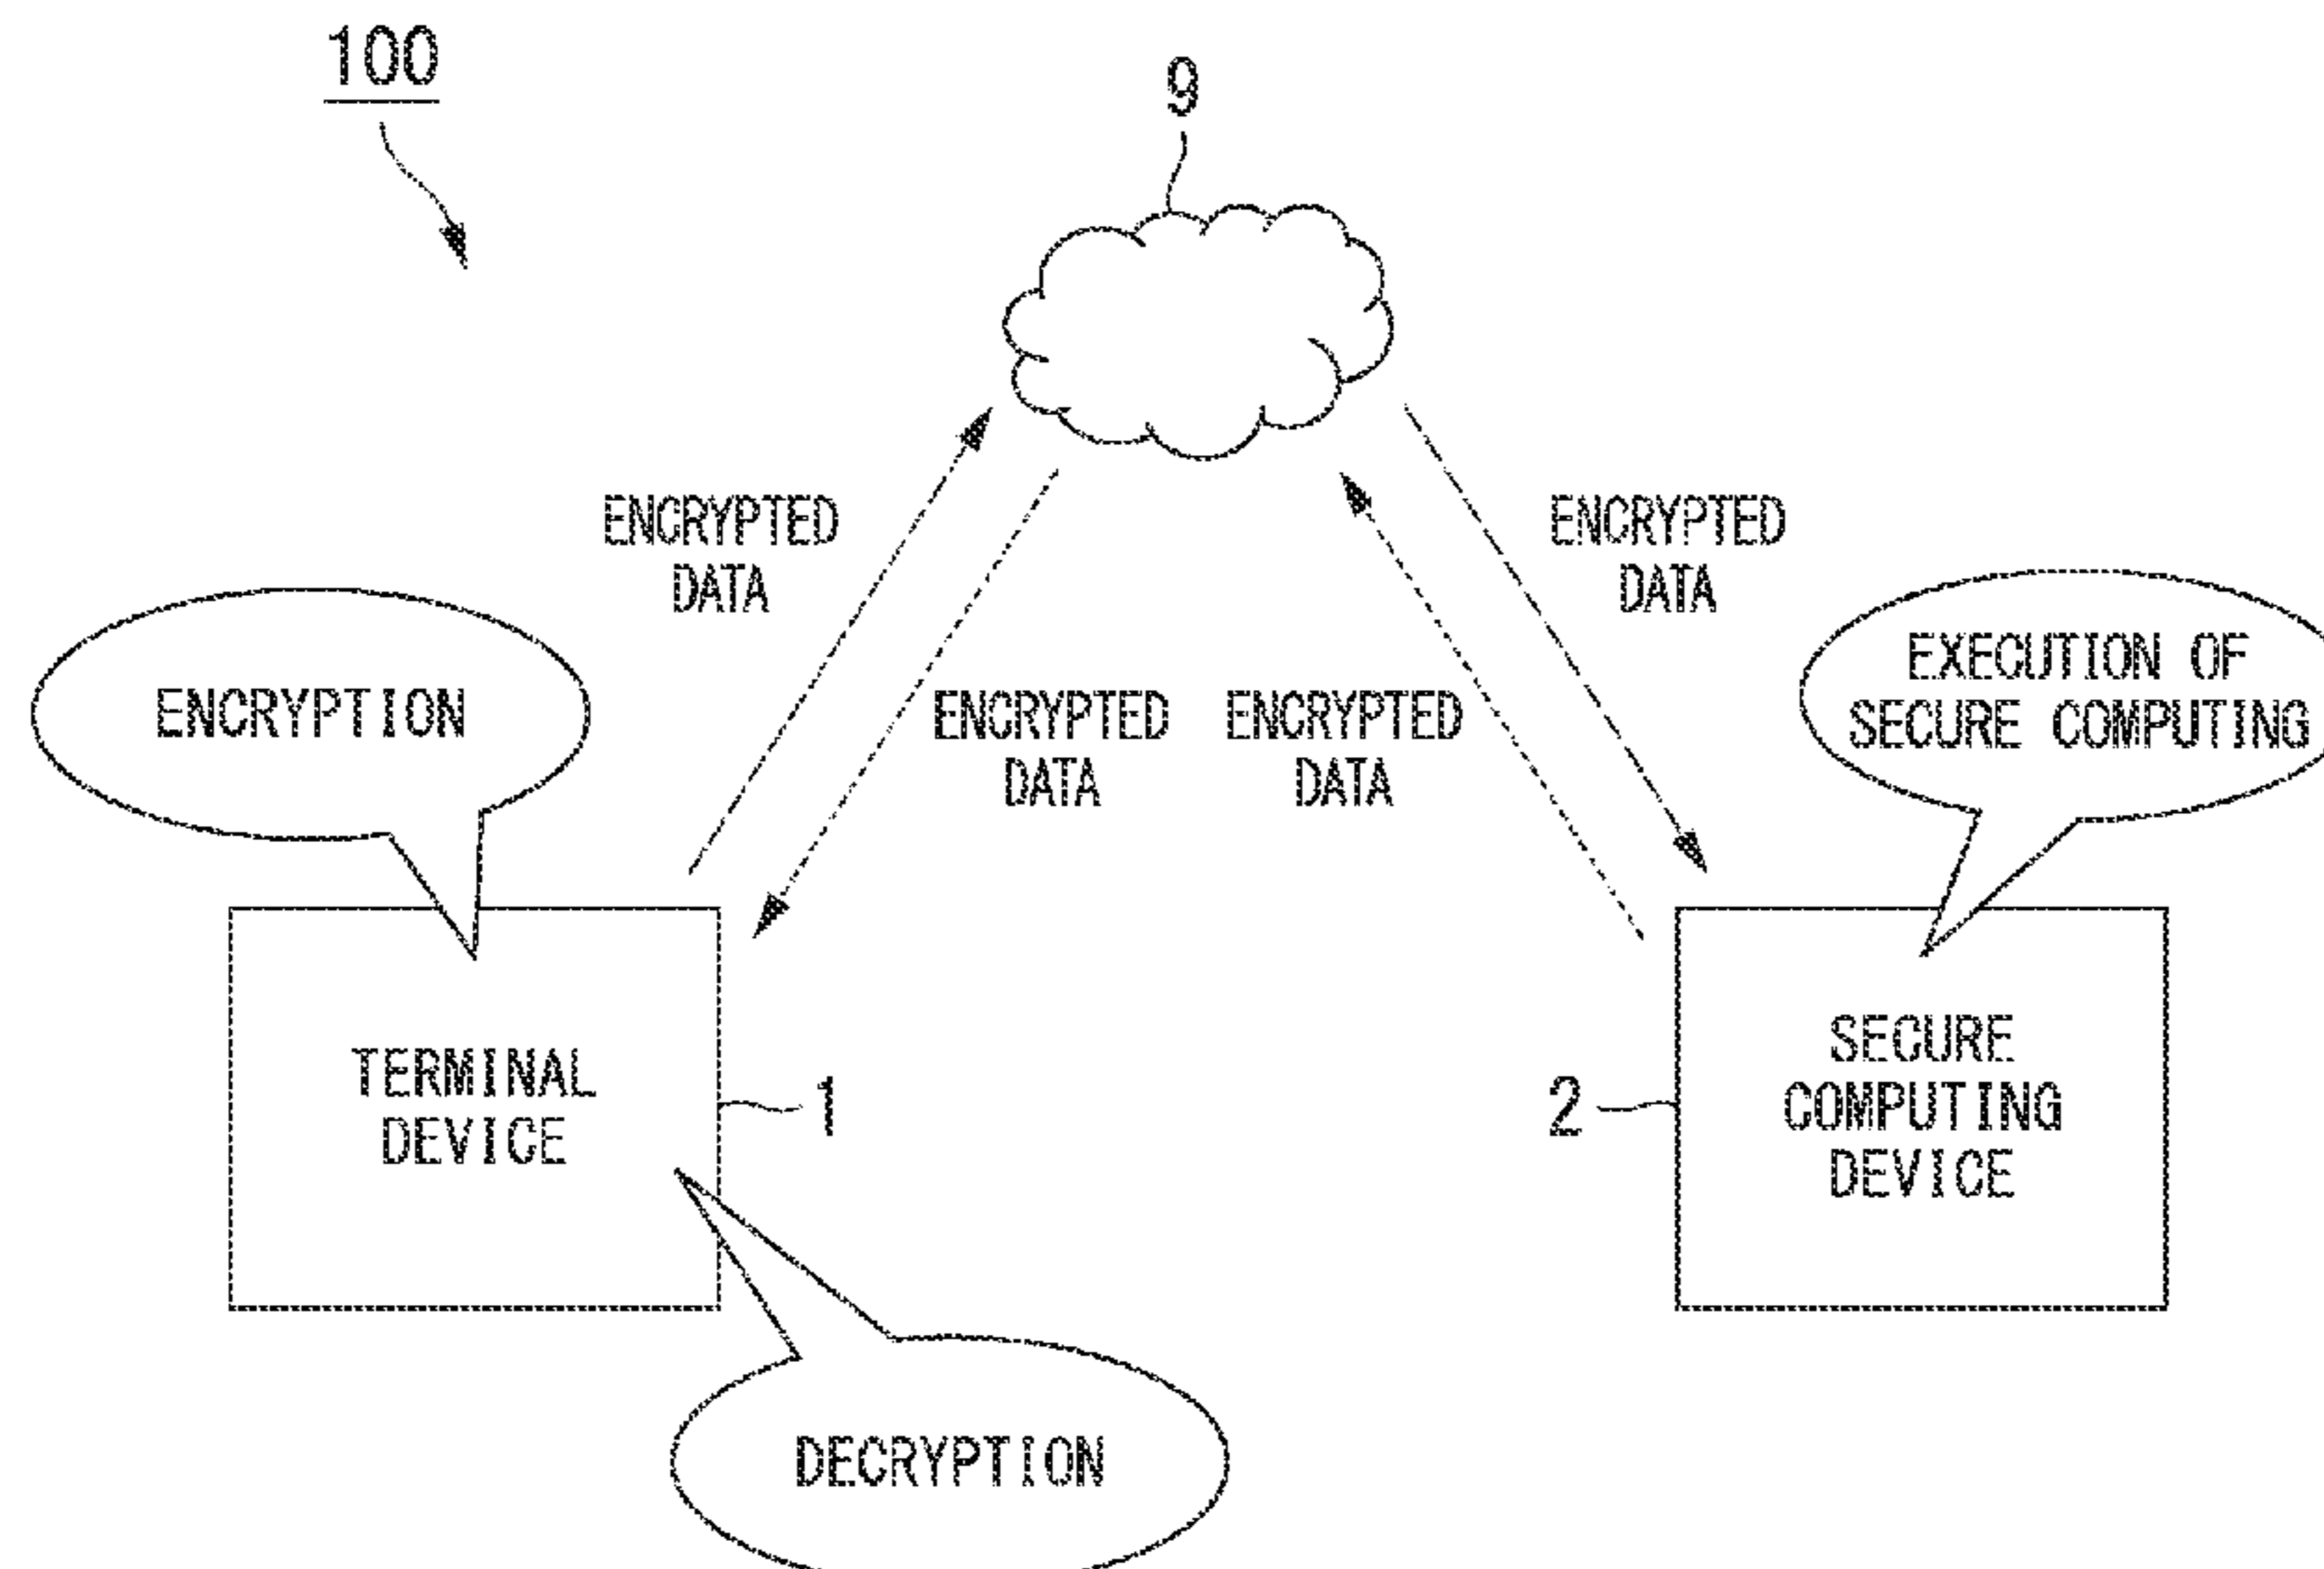 100
9
ENCRYPTED
DATA
ENCRYPTED
DATA
ENCRYPTION
EXECUTION OF
SECURE COMPUTING
ENCRYPTED
DATA
ENCRYPTED
DATA
TERMINAL
DEVICE
1
2
SECURE
COMPUTING
DEVICE
DECRYPTION